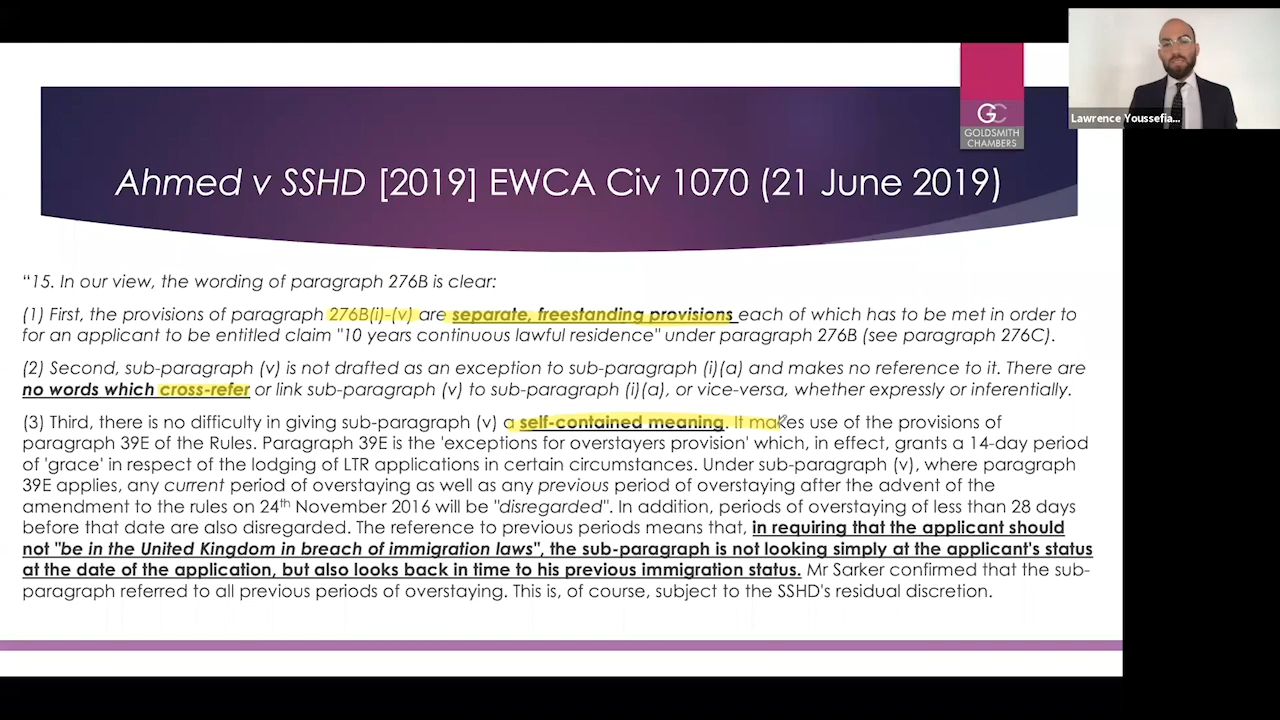 Lawrence Youssefia...
GC
GOLDSMITH
CHAMBERS
Ahmed v SSHD [2019] EWCA Civ 1070 (21 June 2019)
“15. In our view, the wording of paragraph 276B is clear:
(1) First, the provisions of paragraph 276B(i)-(v) are separate, freestanding provisions each of which has to be met in order to
for an applicant to be entitled claim "10 years continuous lawful residence" under paragraph 276B (see paragraph 276C).
(2) Second, sub-paragraph (v) is not drafted as an exception to sub-paragraph (i)(a) and makes no reference to it. There are
no words which cross-refer or link sub-paragraph (v) to sub-paragraph (i)(a), or vice-versa, whether expressly or inferentially.
(3) Third, there is no difficulty in giving sub-paragraph (v) a self-contained meaning. It makes use of the provisions of
paragraph 39E of the Rules. Paragraph 39E is the 'exceptions for overstayers provision' which, in effect, grants a 14-day period
of 'grace' in respect of the lodging of LTR applications in certain circumstances. Under sub-paragraph (v), where paragraph
39E applies, any current period of overstaying as well as any previous period of overstaying after the advent of the
amendment to the rules on 24th November 2016 will be "disregarded". In addition, periods of overstaying of less than 28 days
before that date are also disregarded. The reference to previous periods means that, in requiring that the applicant should
not "be in the United Kingdom in breach of immigration laws", the sub-paragraph is not looking simply at the applicant's status
at the date of the application, but also looks back in time to his previous immigration status. Mr Sarker confirmed that the sub-
paragraph referred to all previous periods of overstaying. This is, of course, subject to the SSHD's residual discretion.